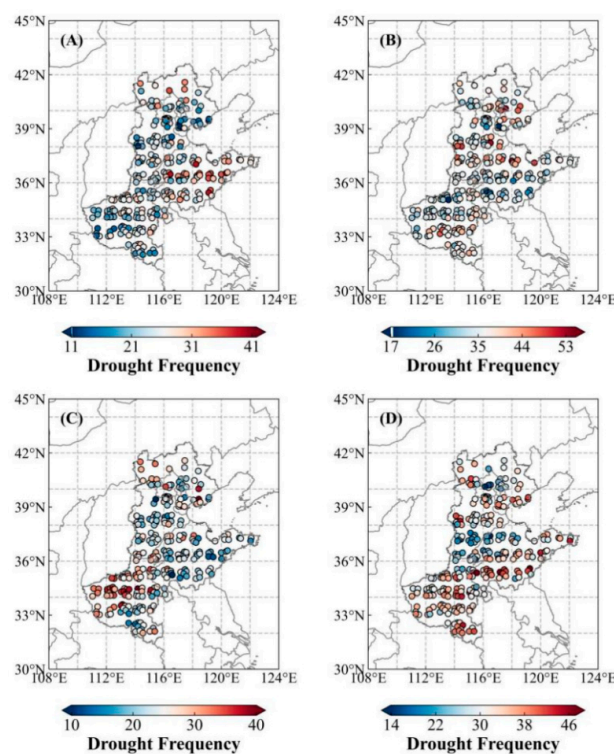 45°N (A) 45°N (B)
42°N 42°N
39°N 39°N
36°N 36°N
33°N 33°N
30°N 30°N
108°E 112°E 116°E 120°E 124°E 108°E 112°E 116°E 120°E 124°E
11 21 31 41 17 26 35 44 53
Drought Frequency Drought Frequency
45°N (C) 45°N (D)
42°N 42°N
39°N 39°N
36°N 36°N
33°N 33°N
30°N 30°N
108°E 112°E 116°E 120°E 124°E 108°E 112°E 116°E 120°E 124°E
10 20 30 40 14 22 30 38 46
Drought Frequency Drought Frequency